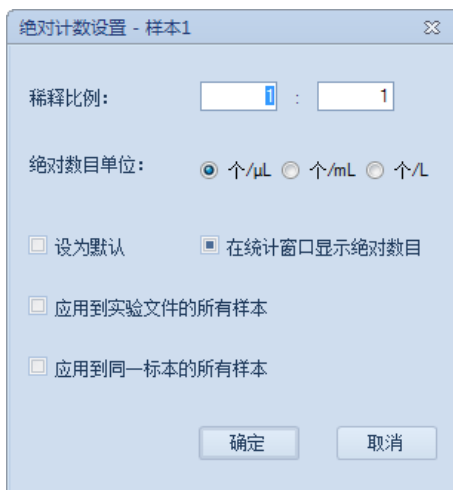 绝对计数设置 - 样本1
稀释比例： 1 : 1
绝对数目单位： 个/μL 个/mL 个/L
设为默认 在统计窗口显示绝对数目
应用到实验文件的所有样本
应用到同一标本的所有样本
确定 取消